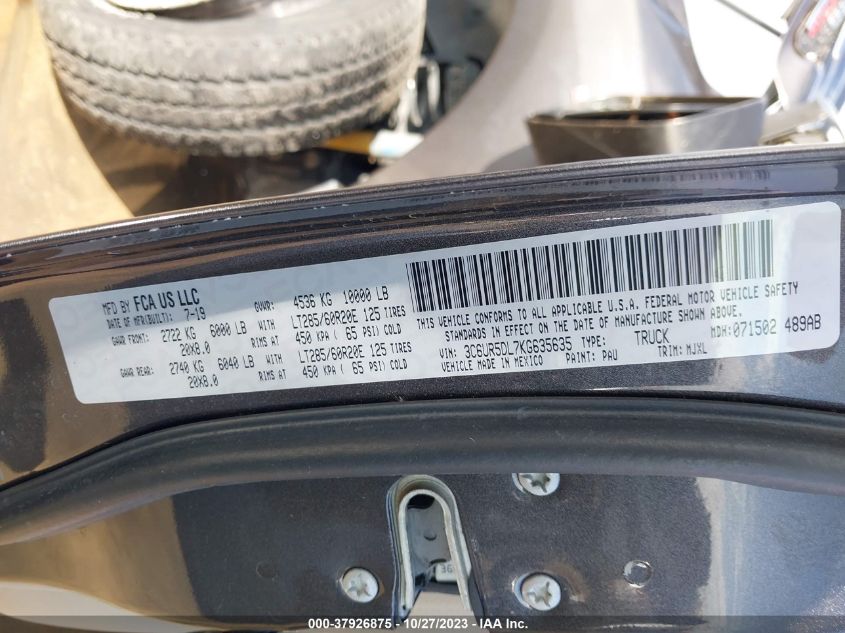 MFD BY FCA US LLC
DATE OF MFR(BUILT): 7-19 GVWR: 4536 KG 10000 LB
GAWR FRONT: 2722 KG 6000 LB WITH LT285/60R20E 125 TIRES
20X8.0 RIMS AT 450 KPA ( 65 PSI) COLD
GAWR REAR: 2740 KG 6040 LB WITH LT285/60R20E 125 TIRES
20X8.0 RIMS AT 450 KPA ( 65 PSI) COLD
THIS VEHICLE CONFORMS TO ALL APPLICABLE U.S.A. FEDERAL MOTOR VEHICLE SAFETY
STANDARDS IN EFFECT ON THE DATE OF MANUFACTURE SHOWN ABOVE.
VIN: 3C6UR5DL7KG635635 TYPE: TRUCK MDH: 071502 489AB
VEHICLE MADE IN MEXICO PAINT: PAU TRIM: MJXL
000-37926875 - 10/27/2023 - IAA Inc.